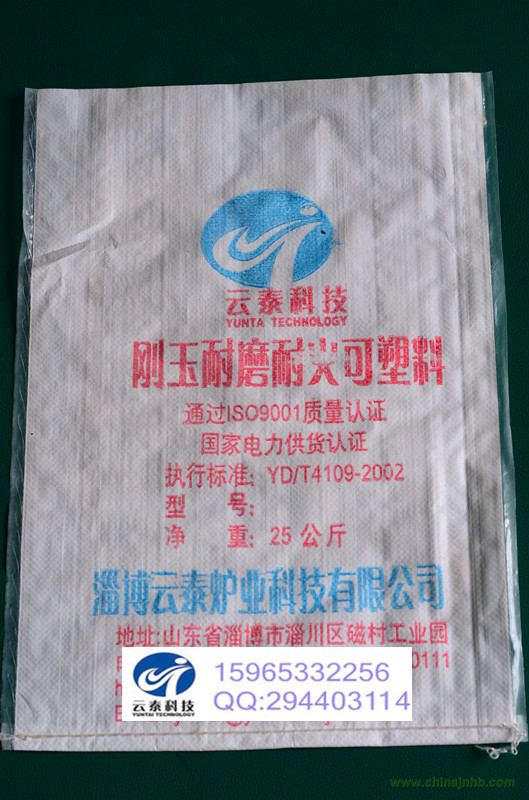 云泰科技
YUNTA TECHNOLOGY
刚玉耐磨耐火可塑料
通过ISO9001质量认证
国家电力供货认证
执行标准: YD/T4109-2002
型 号:
净 重: 25公斤
淄博云泰炉业科技有限公司
地址:山东省淄博市淄川区磁村工业园
0111
云泰科技
YUNTAI TECHNOLOGY
15965332256
QQ:294403114
www.chinajnhb.com